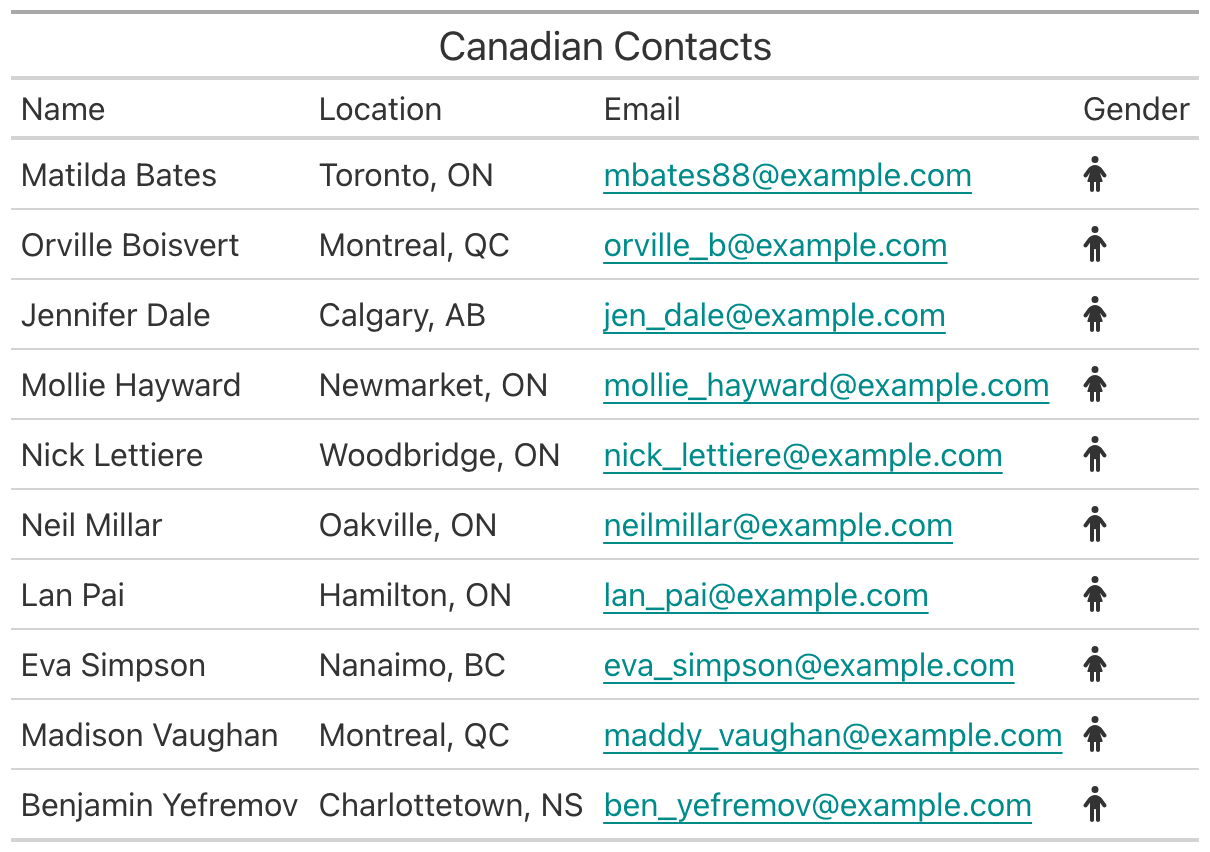 Canadian Contacts
Name Location Email Gender
Matilda Bates Toronto, ON mbates88@example.com
Orville Boisvert Montreal, QC orville_b@example.com
Jennifer Dale Calgary, AB jen_dale@example.com
Mollie Hayward Newmarket, ON mollie_hayward@example.com
Nick Lettiere Woodbridge, ON nick_lettiere@example.com
Neil Millar Oakville, ON neilmillar@example.com
Lan Pai Hamilton, ON lan_pai@example.com
Eva Simpson Nanaimo, BC eva_simpson@example.com
Madison Vaughan Montreal, QC maddy_vaughan@example.com
Benjamin Yefremov Charlottetown, NS ben_yefremov@example.com